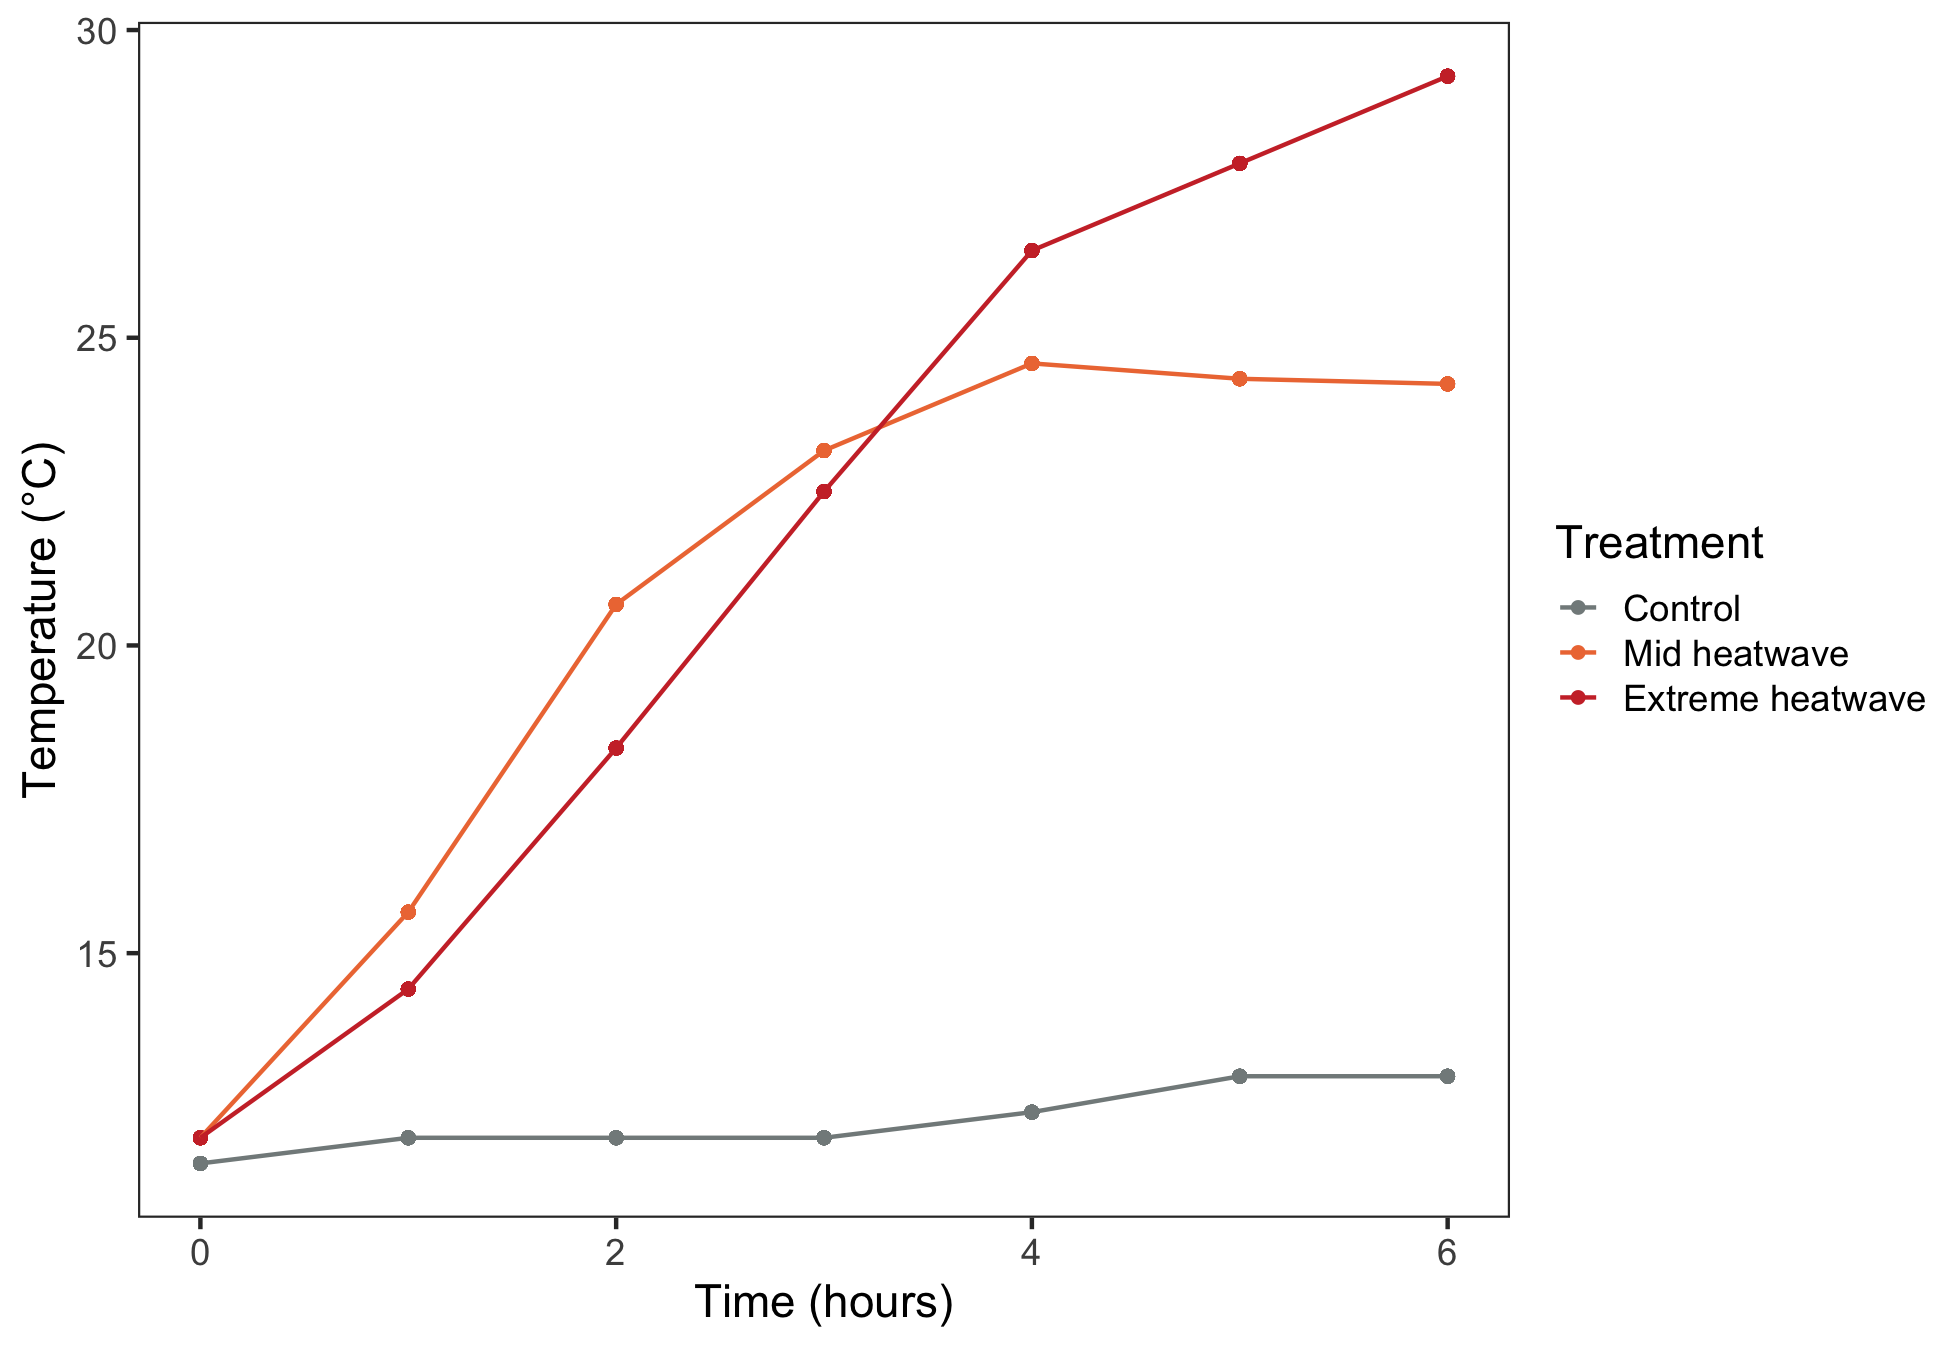 30
25
20
15
Temperature (°C)
0 2 4 6
Time (hours)
Treatment
Control
Mid heatwave
Extreme heatwave